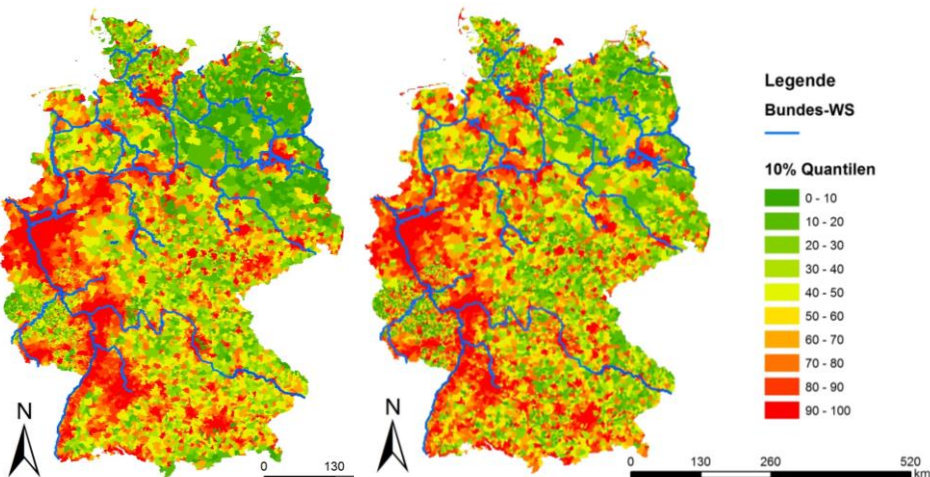 Legende
Bundes-WS
10% Quantilen
0 - 10
10 - 20
20 - 30
30 - 40
40 - 50
50 - 60
60 - 70
70 - 80
80 - 90
90 - 100
N
0 130
N
0 130 260 520
km